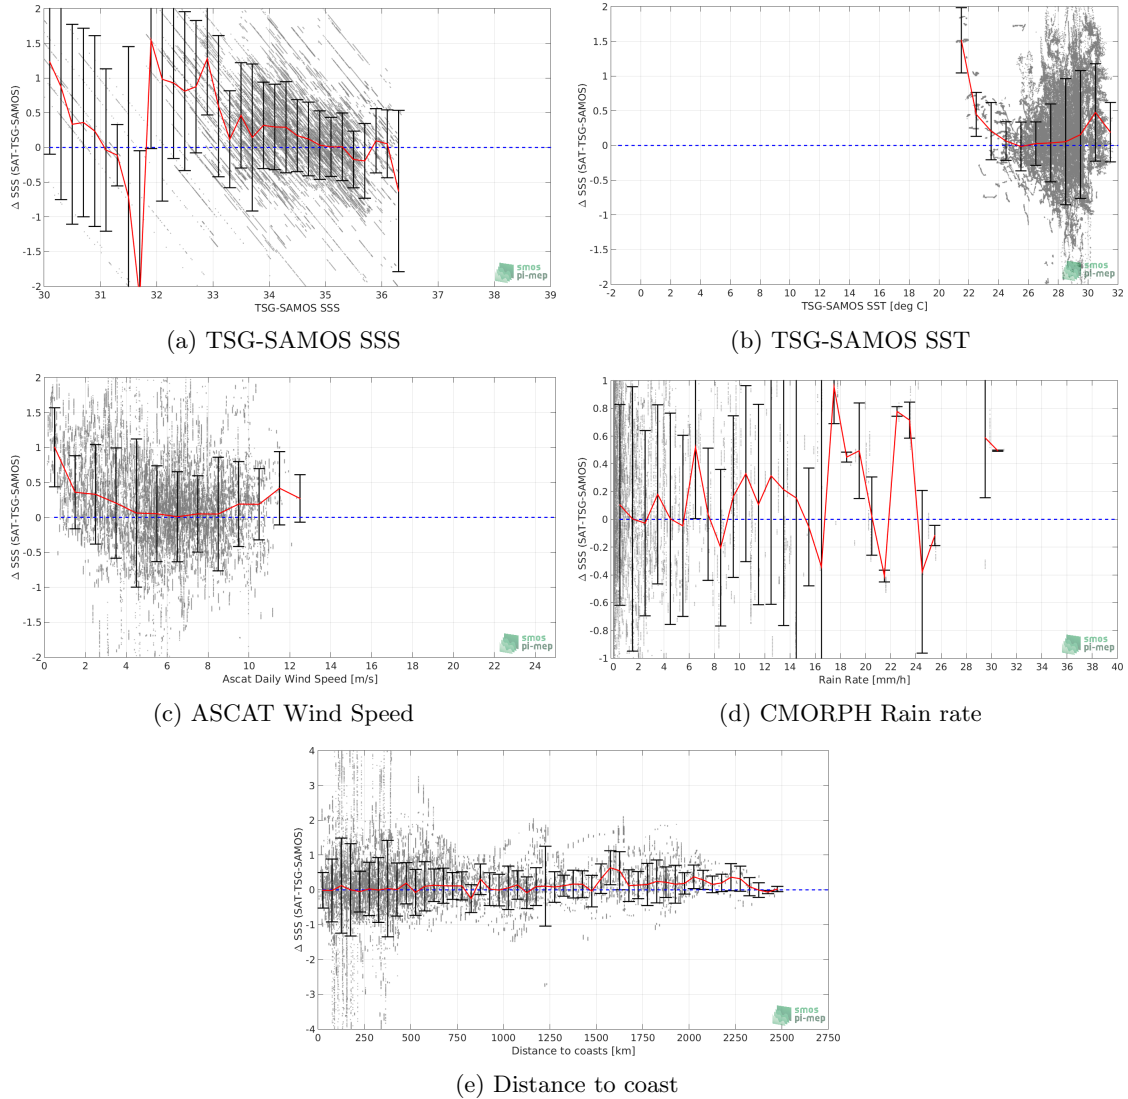 2
1.5
1
0.5
0
-0.5
-1
-1.5
-2
Δ SSS (SAT-TSG-SAMOS)
30 31 32 33 34 35 36 37 38 39
TSG-SAMOS SSS
smos
pi-mep
(a) TSG-SAMOS SSS
2
1.5
1
0.5
0
-0.5
-1
-1.5
-2
Δ SSS (SAT-TSG-SAMOS)
-2 0 2 4 6 8 10 12 14 16 18 20 22 24 26 28 30 32
TSG-SAMOS SST [deg C]
smos
pi-mep
(b) TSG-SAMOS SST
2
1.5
1
0.5
0
-0.5
-1
-1.5
-2
Δ SSS (SAT-TSG-SAMOS)
0 2 4 6 8 10 12 14 16 18 20 22 24
Ascat Daily Wind Speed [m/s]
smos
pi-mep
(c) ASCAT Wind Speed
1
0.8
0.6
0.4
0.2
0
-0.2
-0.4
-0.6
-0.8
-1
Δ SSS (SAT-TSG-SAMOS)
0 2 4 6 8 10 12 14 16 18 20 22 24 26 28 30 32 34 36 38 40
Rain Rate [mm/h]
smos
pi-mep
(d) CMORPH Rain rate
4
3
2
1
0
-1
-2
-3
-4
Δ SSS (SAT-TSG-SAMOS)
0 250 500 750 1000 1250 1500 1750 2000 2250 2500 2750
Distance to coasts [km]
smos
pi-mep
(e) Distance to coast